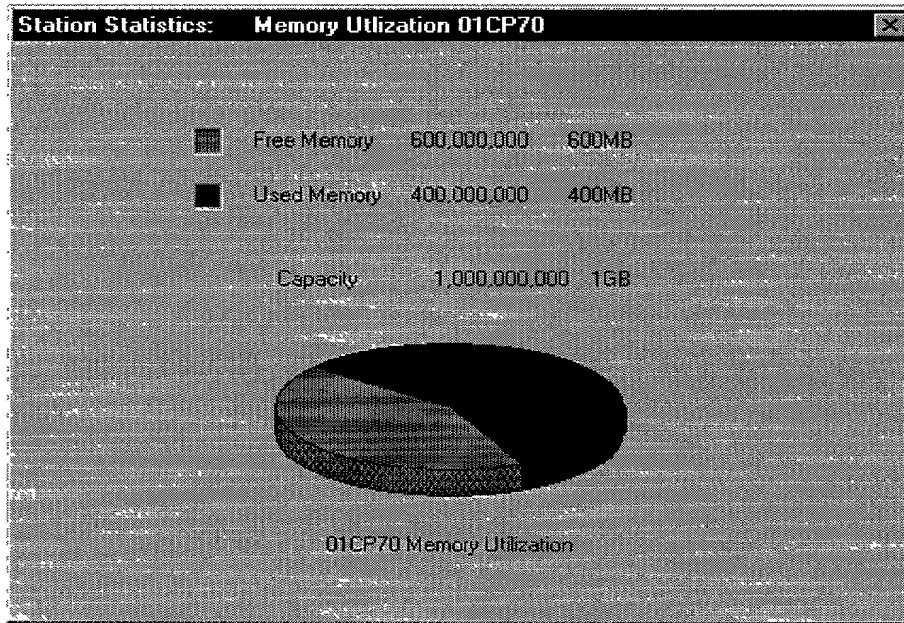 Station Statistics: Memory Utlization 01CP70
Free Memory 600,000,000 600MB
Used Memory 400,000,000 400MB
Capacity 1,000,000,000 1GB
01CP70 Memory Utilization